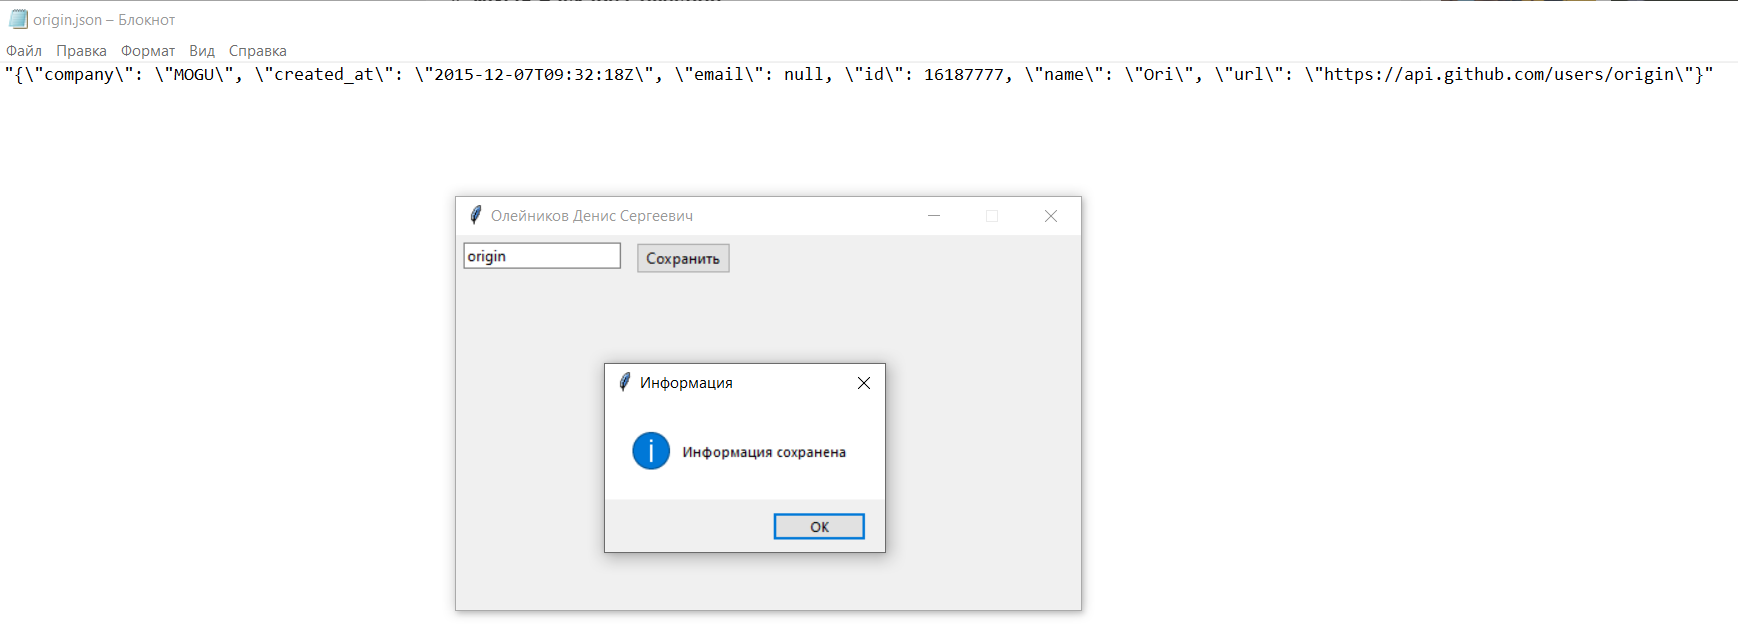 origin.json – Блокнот
Файл Правка Формат Вид Справка
"{\"company\": \"MOGU\", \"created_at\": \"2015-12-07T09:32:18Z\", \"email\": null, \"id\": 16187777, \"name\": \"Ori\", \"url\": \"https://api.github.com/users/origin\"}"
Олейников Денис Сергеевич
origin Сохранить
Информация
Информация сохранена
ОК